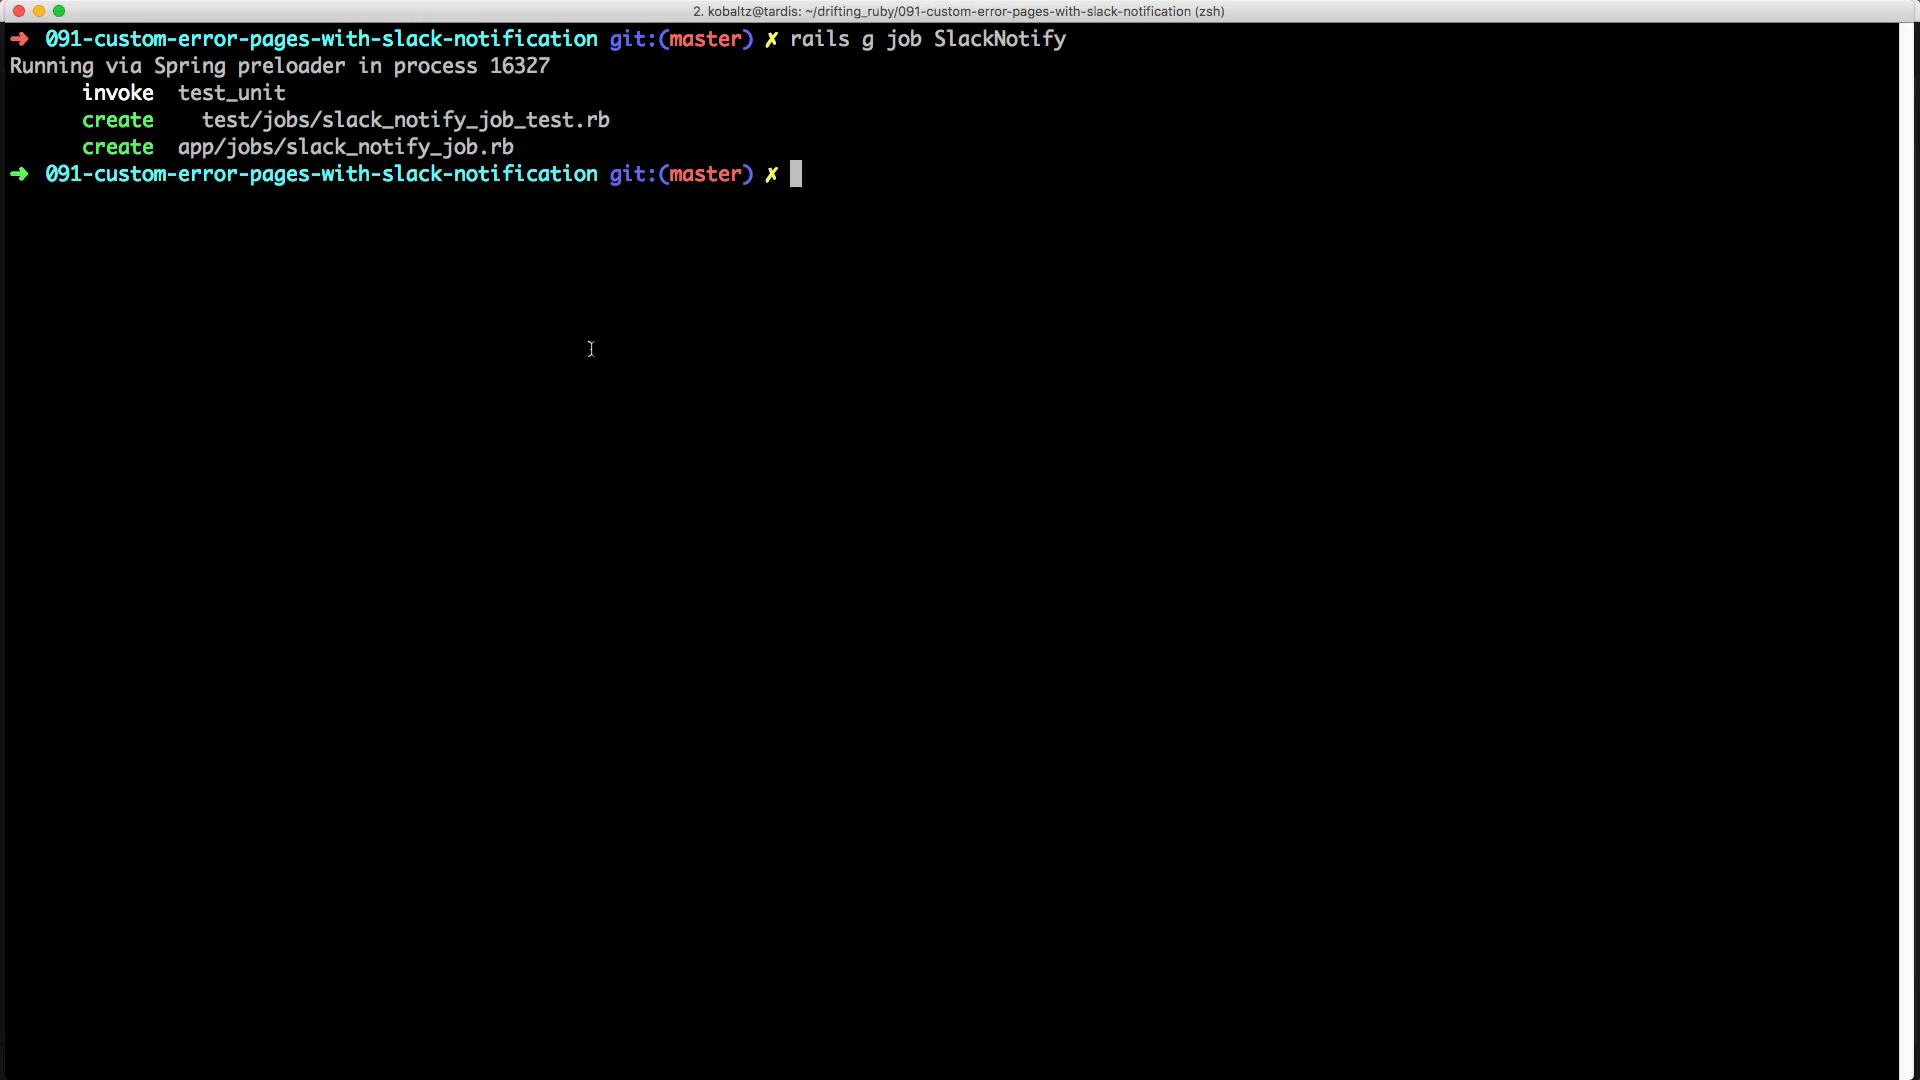 2. kobaltz@tardis: ~/drifting_ruby/091-custom-error-pages-with-slack-notification (zsh)
➜ 091-custom-error-pages-with-slack-notification git:(master) ✗ rails g job SlackNotify
Running via Spring preloader in process 16327
invoke test_unit
create test/jobs/slack_notify_job_test.rb
create app/jobs/slack_notify_job.rb
➜ 091-custom-error-pages-with-slack-notification git:(master) ✗